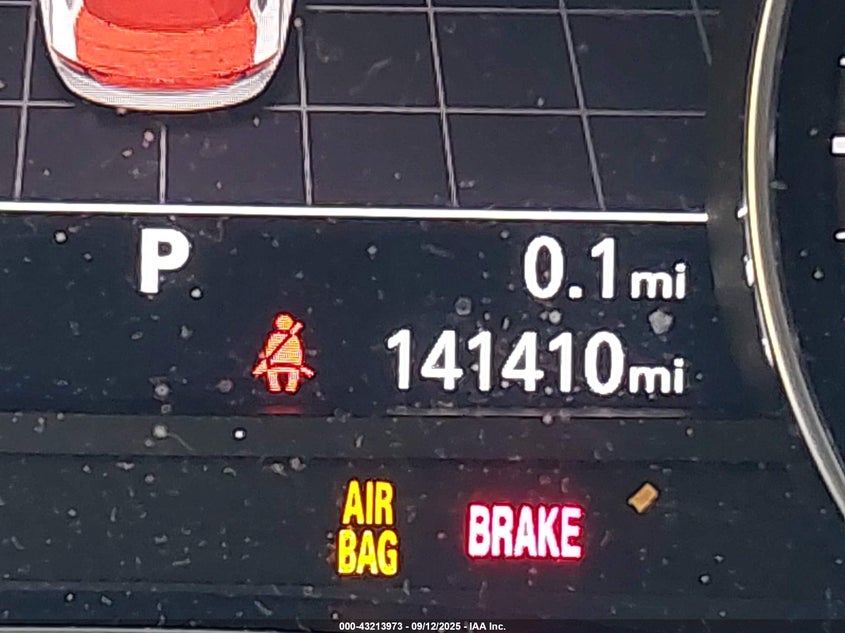 P 0.1 mi
141410 mi
AIR
BAG
BRAKE
000-43213973 - 09/12/2025 - IAA Inc.